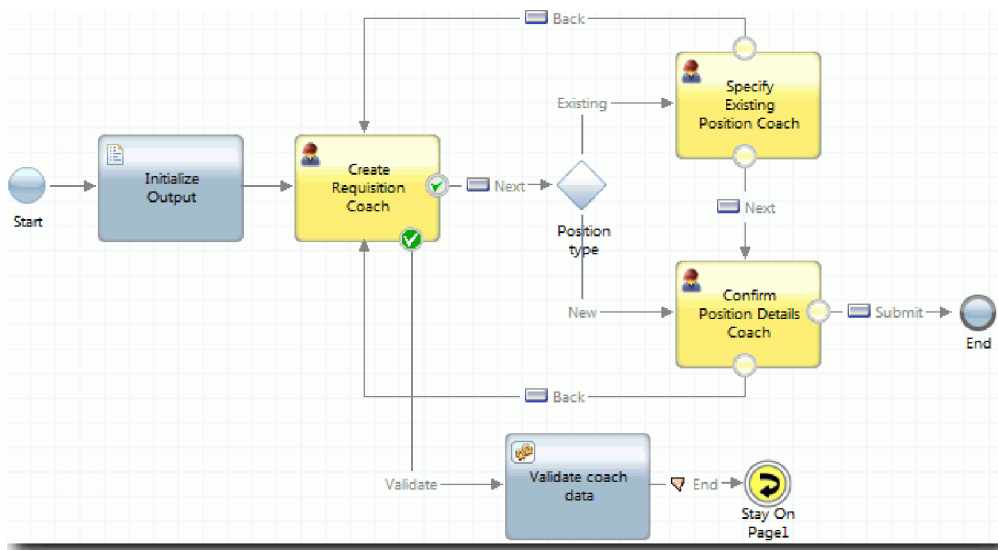 Back
Specify
Existing
Position Coach
Existing
Initialize
Output
Create
Requisition
Coach
Next
Start
Next
Position
type
Confirm
Position Details
Coach
New
Submit
End
Back
Validate coach
data
Validate
End
Stay On
Page1